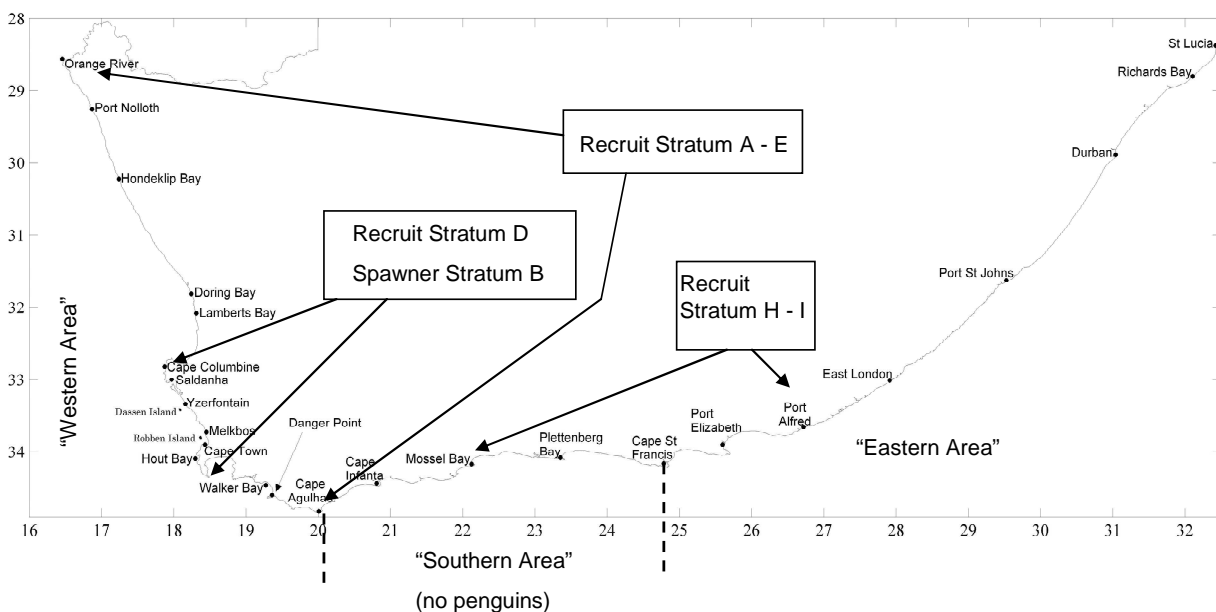 28
29
30
31
32
33
34
16 17 18 19 20 21 22 23 24 25 26 27 28 29 30 31 32
"Western Area"
Orange River
Port Nolloth
Hondeklip Bay
Doring Bay
Lamberts Bay
Cape Columbine
Saldanha
Yzerfontain
Dassen Island
Melkbos
Robben Island
Cape Town
Hout Bay
Walker Bay
Danger Point
Cape
Agulhas
Cape
Infanta
Mossel Bay
Plettenberg
Bay
Cape St
Francis
Port
Elizabeth
Port
Alfred
East London
Port St Johns
Durban
Richards Bay
St Lucia
Recruit Stratum A - E
Recruit Stratum D
Spawner Stratum B
Recruit
Stratum H - I
"Eastern Area"
"Southern Area"
(no penguins)